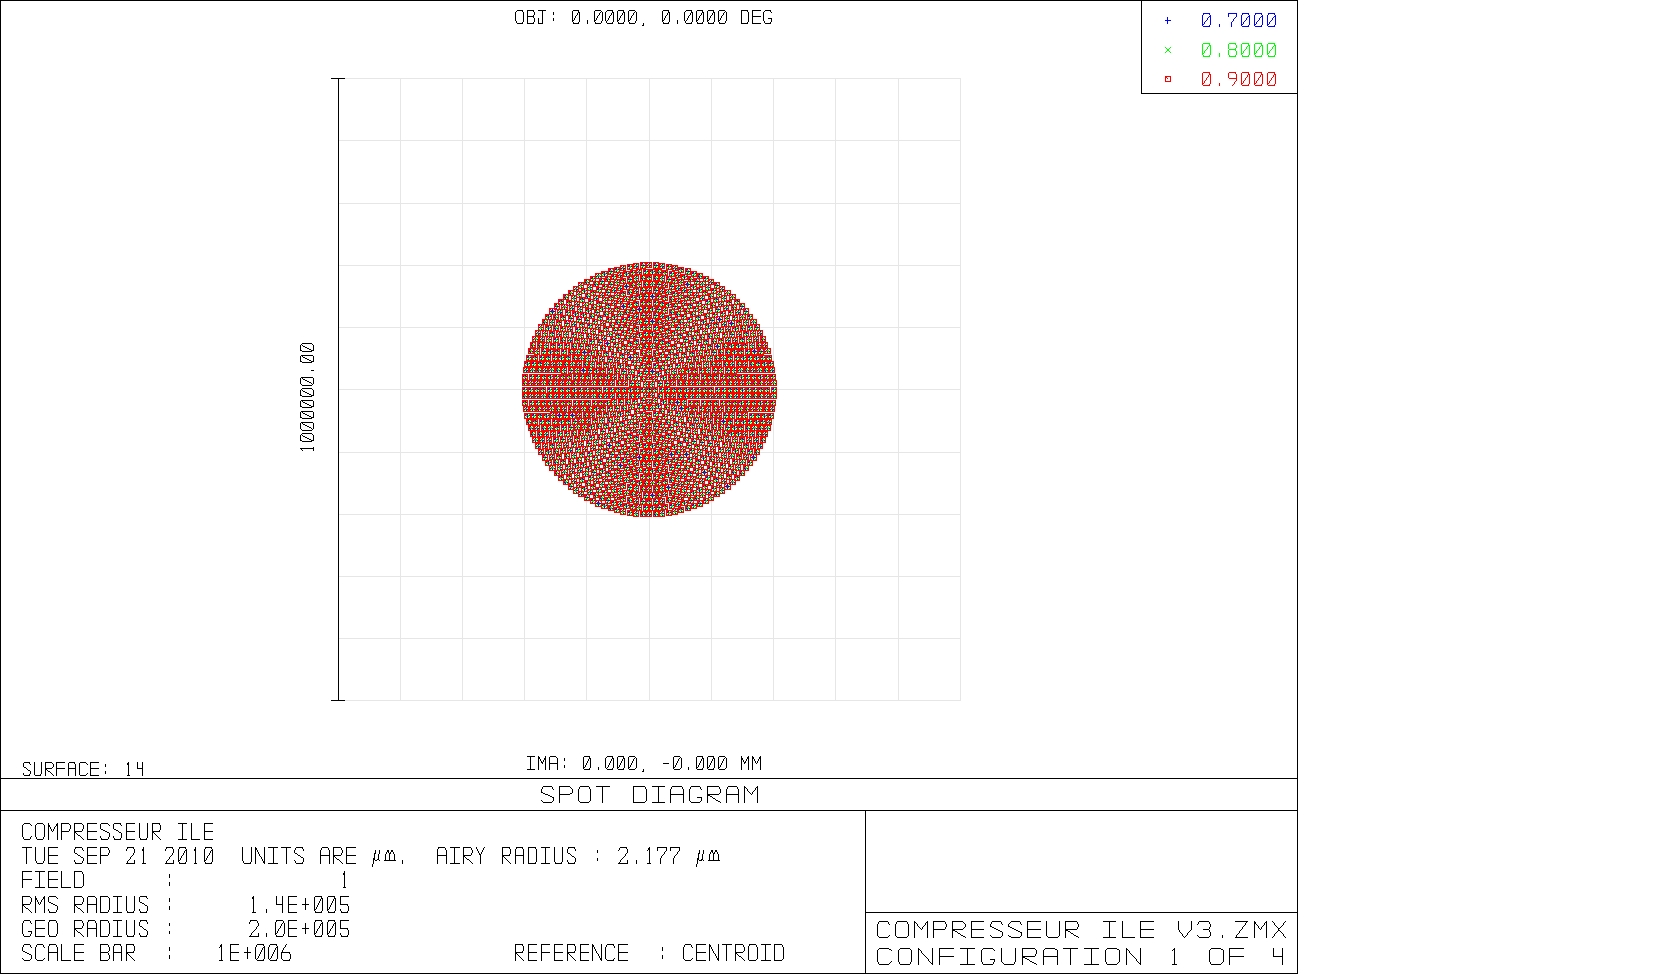 OBJ: 0.0000, 0.0000 DEG
+ 0.7000
× 0.8000
0.9000
1000000.00
SURFACE: 14
IMA: 0.000, -0.000 MM
SPOT DIAGRAM
COMPRESSEUR ILE
TUE SEP 21 2010 UNITS ARE µm. AIRY RADIUS : 2.177 µm
FIELD : 1
RMS RADIUS : 1.4E+005
GEO RADIUS : 2.0E+005
SCALE BAR : 1E+006 REFERENCE : CENTROID
COMPRESSEUR ILE V3.ZMX
CONFIGURATION 1 OF 4